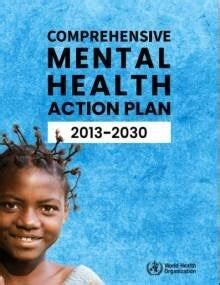 COMPREHENSIVE
MENTAL
HEALTH
ACTION PLAN
2013-2030
World Health
Organization